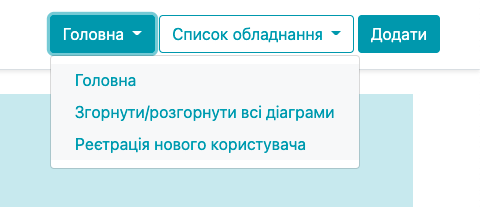 Головна Список обладнання Додати
Головна
Згорнути/розгорнути всі діаграми
Реєтрація нового користувача